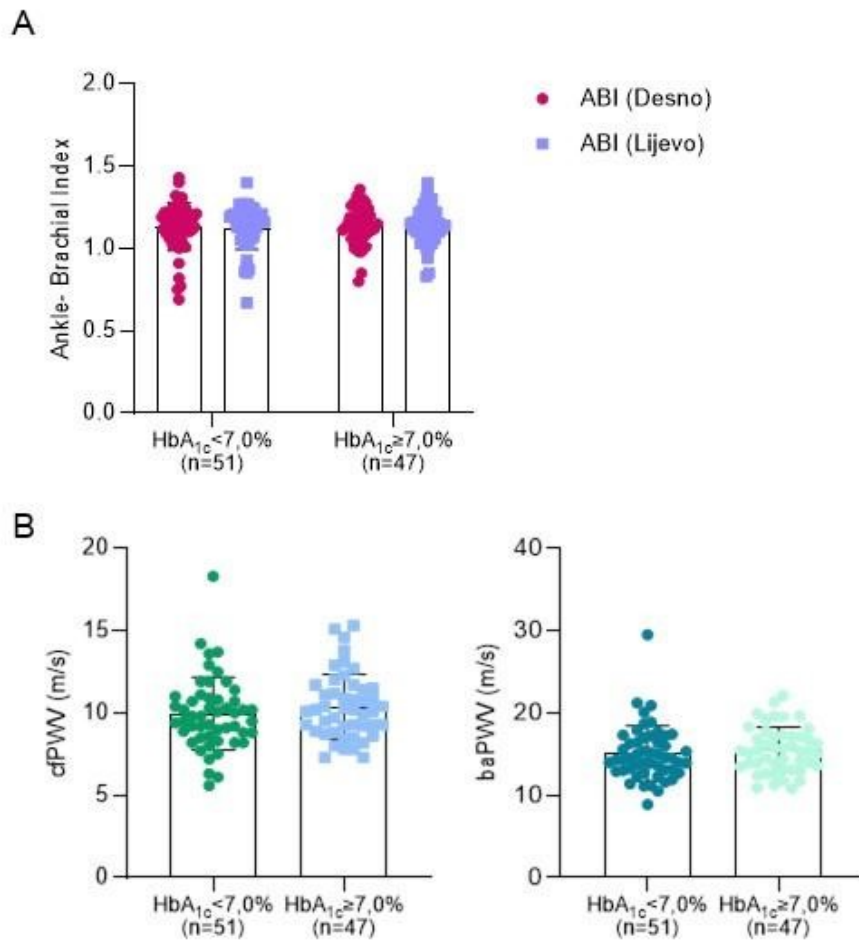 A
Ankle- Brachial Index
2.0
1.5
1.0
0.5
0.0
HbA₁c<7,0%
(n=51)
HbA₁c≥7,0%
(n=47)
ABI (Desno)
ABI (Lijevo)
B
cfPWV (m/s)
20
15
10
5
0
HbA₁c<7,0%
(n=51)
HbA₁c≥7,0%
(n=47)
baPWV (m/s)
40
30
20
10
0
HbA₁c<7,0%
(n=51)
HbA₁c≥7,0%
(n=47)